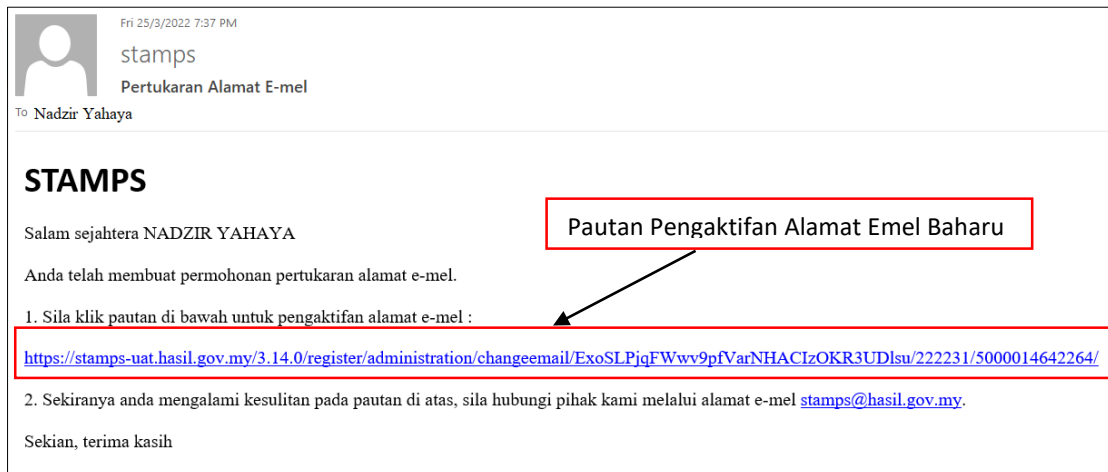 Fri 25/3/2022 7:37 PM
stamps
Pertukaran Alamat E-mel
To Nadzir Yahaya
STAMPS
Pautan Pengaktifan Alamat Emel Baharu
Salam sejahtera NADZIR YAHAYA
Anda telah membuat permohonan pertukaran alamat e-mel.
1. Sila klik pautan di bawah untuk pengaktifan alamat e-mel :
https://stamps-uat.hasil.gov.my/3.14.0/register/administration/changeemail/ExoSLPjqFWwv9pfVarNHACIzOKR3UDlsu/222231/5000014642264/
2. Sekiranya anda mengalami kesulitan pada pautan di atas, sila hubungi pihak kami melalui alamat e-mel stamps@hasil.gov.my.
Sekian, terima kasih